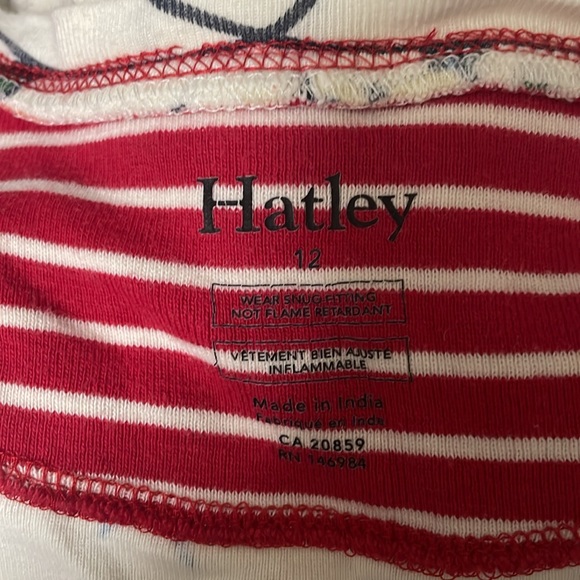 Hatley
12
WEAR SNUG FITTING
NOT FLAME RETARDANT
VÊTEMENT BIEN AJUSTÉ
INFLAMMABLE
Made in India
Fabriqué en Inde
CA 20859
RN 146984